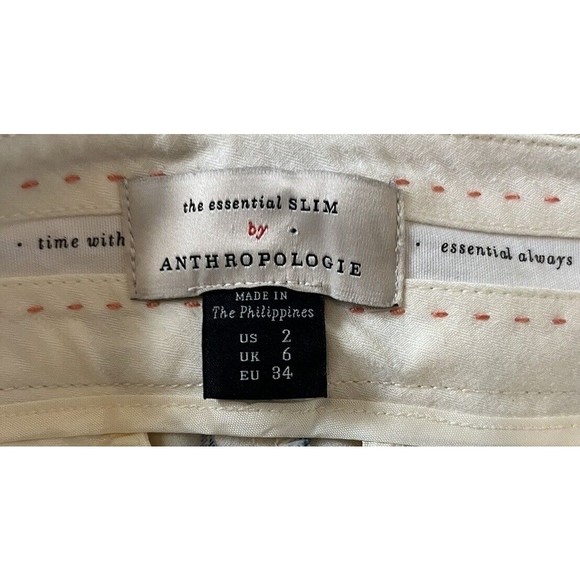 the essential SLIM
by
ANTHROPOLOGIE
• time with
• essential always
MADE IN
The Philippines
US 2
UK 6
EU 34